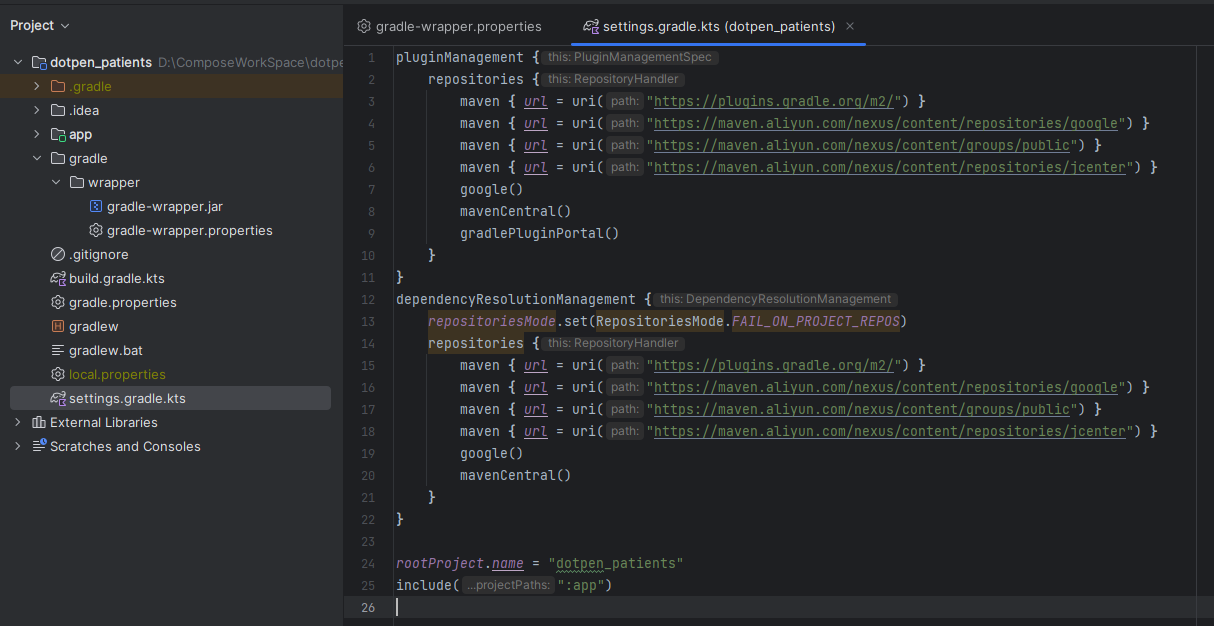 Project
dotpen_patients D:\ComposeWorkSpace\dotpe
.gradle
.idea
app
gradle
wrapper
gradle-wrapper.jar
gradle-wrapper.properties
.gitignore
build.gradle.kts
gradle.properties
gradlew
gradlew.bat
local.properties
settings.gradle.kts
External Libraries
Scratches and Consoles
gradle-wrapper.properties settings.gradle.kts (dotpen_patients)
1 pluginManagement { this: PluginManagementSpec
2 repositories { this: RepositoryHandler
3 maven { url = uri( path: "https://plugins.gradle.org/m2/") }
4 maven { url = uri( path: "https://maven.aliyun.com/nexus/content/repositories/google") }
5 maven { url = uri( path: "https://maven.aliyun.com/nexus/content/groups/public") }
6 maven { url = uri( path: "https://maven.aliyun.com/nexus/content/repositories/jcenter") }
7 google()
8 mavenCentral()
9 gradlePluginPortal()
10 }
11 }
12 dependencyResolutionManagement { this: DependencyResolutionManagement
13 repositoriesMode.set(RepositoriesMode.FAIL_ON_PROJECT_REPOS)
14 repositories { this: RepositoryHandler
15 maven { url = uri( path: "https://plugins.gradle.org/m2/") }
16 maven { url = uri( path: "https://maven.aliyun.com/nexus/content/repositories/google") }
17 maven { url = uri( path: "https://maven.aliyun.com/nexus/content/groups/public") }
18 maven { url = uri( path: "https://maven.aliyun.com/nexus/content/repositories/jcenter") }
19 google()
20 mavenCentral()
21 }
22 }
23
24 rootProject.name = "dotpen_patients"
25 include( ...projectPaths: ":app")
26